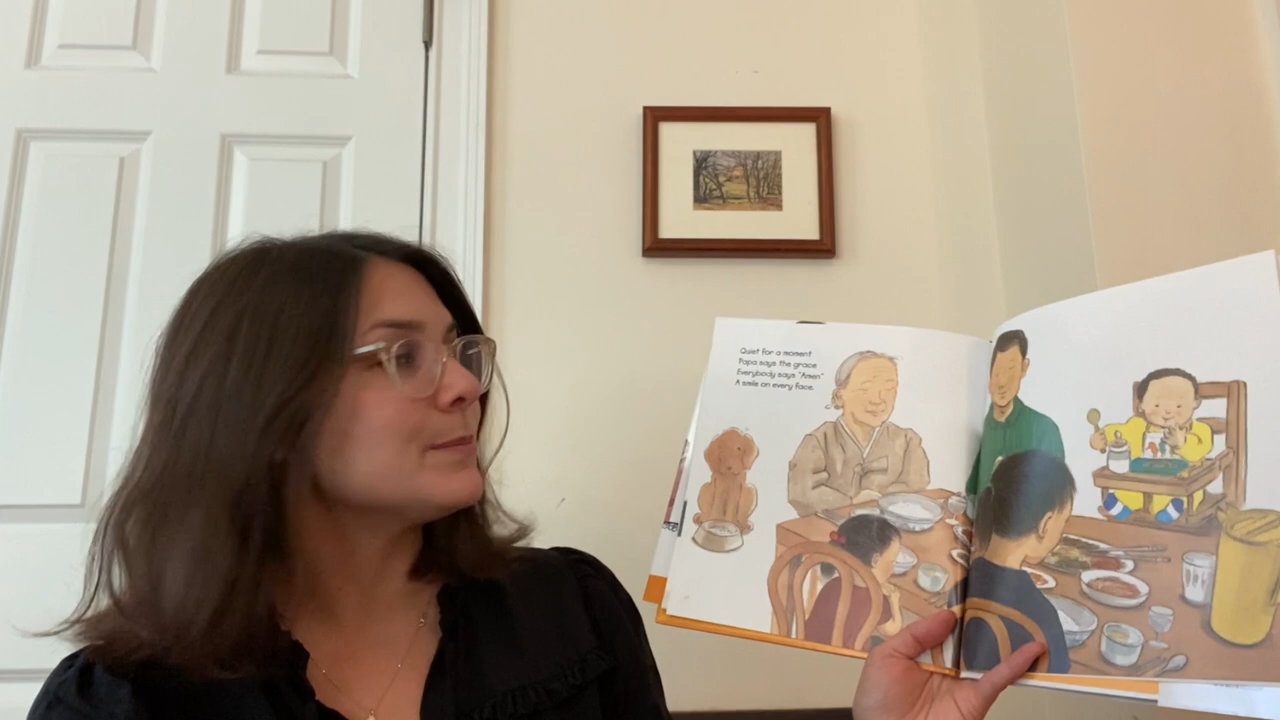 Quiet for a moment
Papa says the grace
Everybody says "Amen"
A smile on every face.